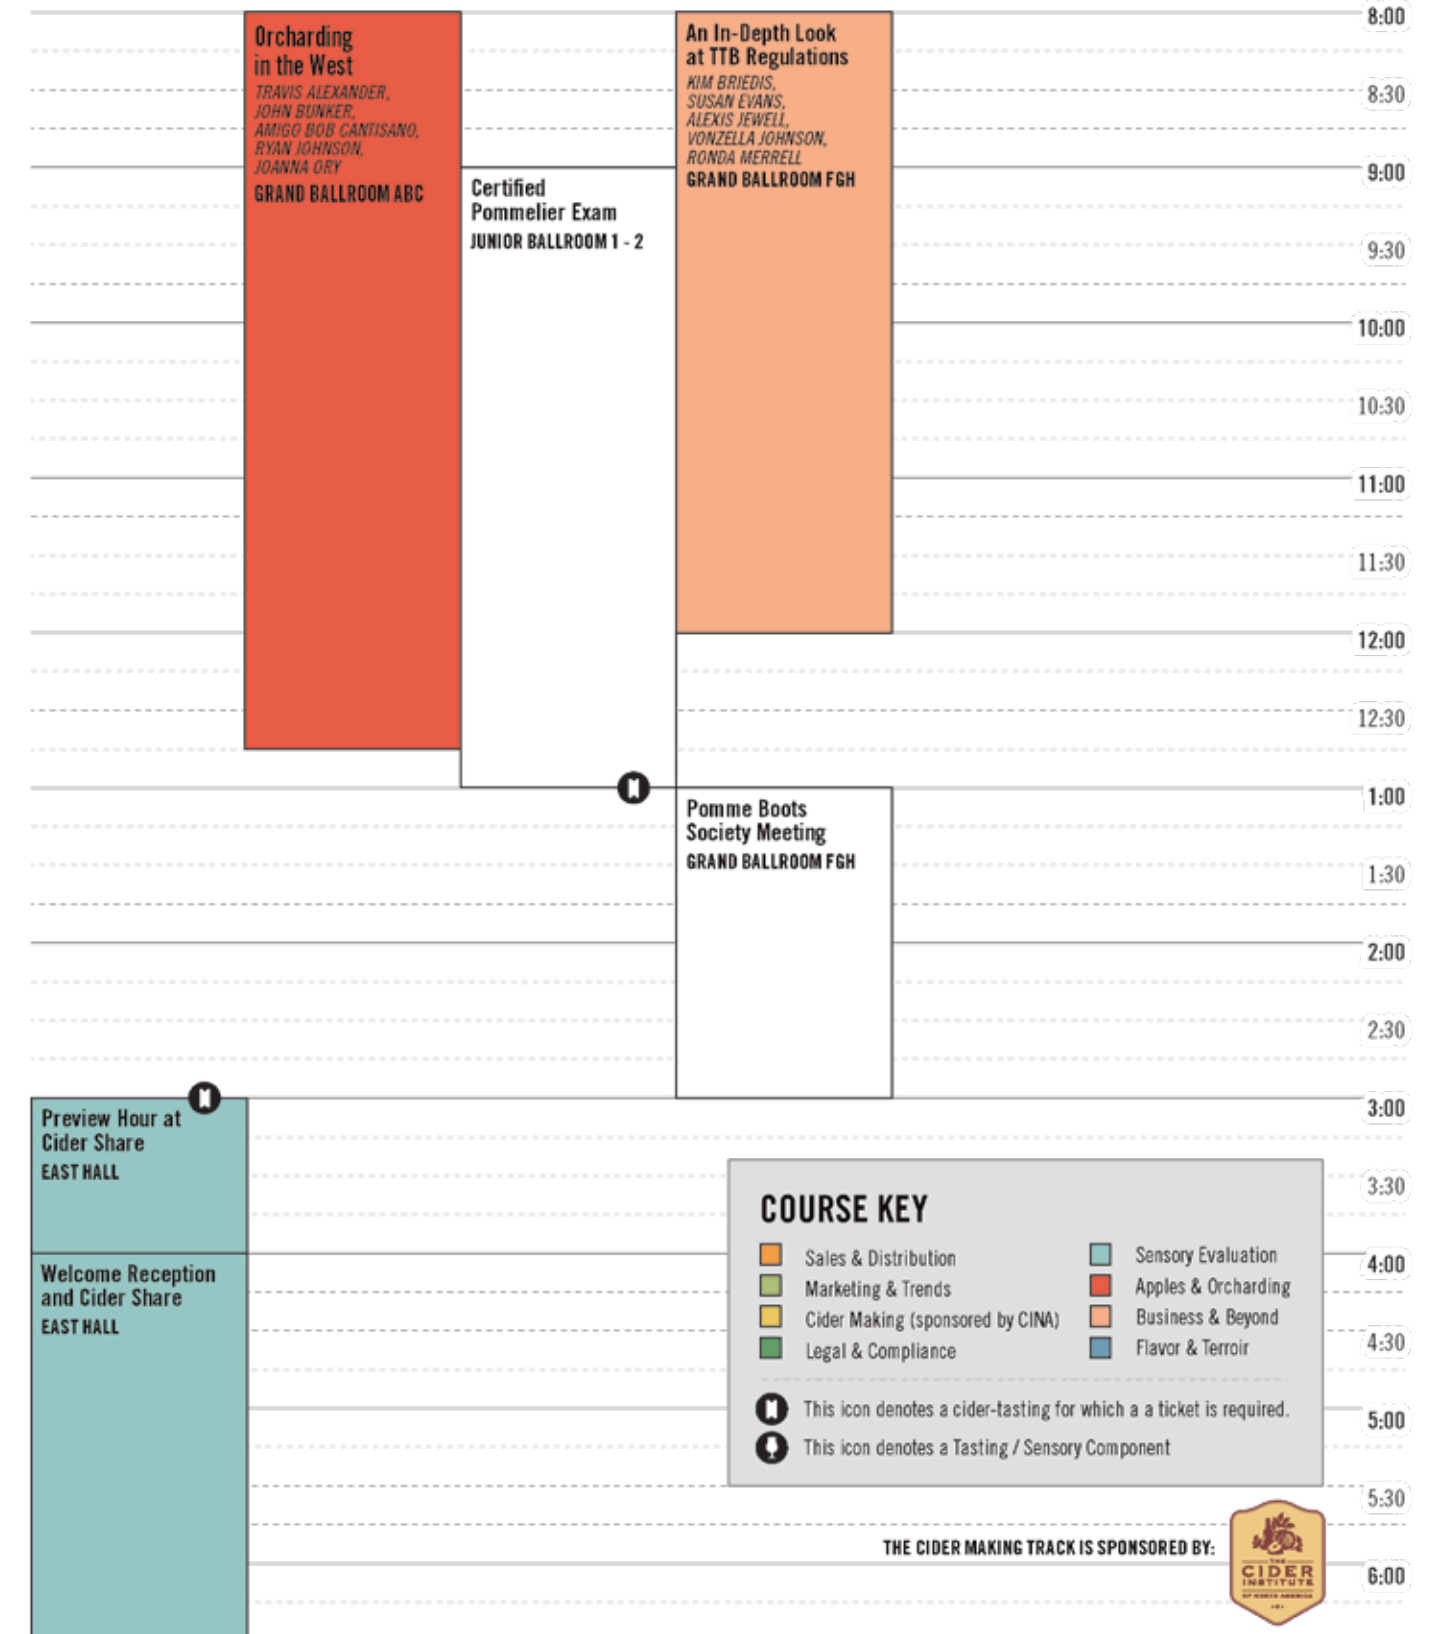 Orcharding
in the West
TRAVIS ALEXANDER,
JOHN BUNKER,
AMIGO BOB CANTISANO,
RYAN JOHNSON,
JOANNA ORY
GRAND BALLROOM ABC
Certified
Pommelier Exam
JUNIOR BALLROOM 1 - 2
An In-Depth Look
at TTB Regulations
KIM BRIEDIS,
SUSAN EVANS,
ALEXIS JEWELL,
VONZELLA JOHNSON,
RONDA MERRELL
GRAND BALLROOM FGH
Pomme Boots
Society Meeting
GRAND BALLROOM FGH
Preview Hour at
Cider Share
EAST HALL
Welcome Reception
and Cider Share
EAST HALL
8:00
8:30
9:00
9:30
10:00
10:30
11:00
11:30
12:00
12:30
1:00
1:30
2:00
2:30
3:00
3:30
4:00
4:30
5:00
5:30
6:00
COURSE KEY
Sales & Distribution
Marketing & Trends
Cider Making (sponsored by CINA)
Legal & Compliance
Sensory Evaluation
Apples & Orcharding
Business & Beyond
Flavor & Terroir
This icon denotes a cider-tasting for which a a ticket is required.
This icon denotes a Tasting / Sensory Component
THE CIDER MAKING TRACK IS SPONSORED BY:
THE
CIDER
INSTITUTE
OF NORTH AMERICA